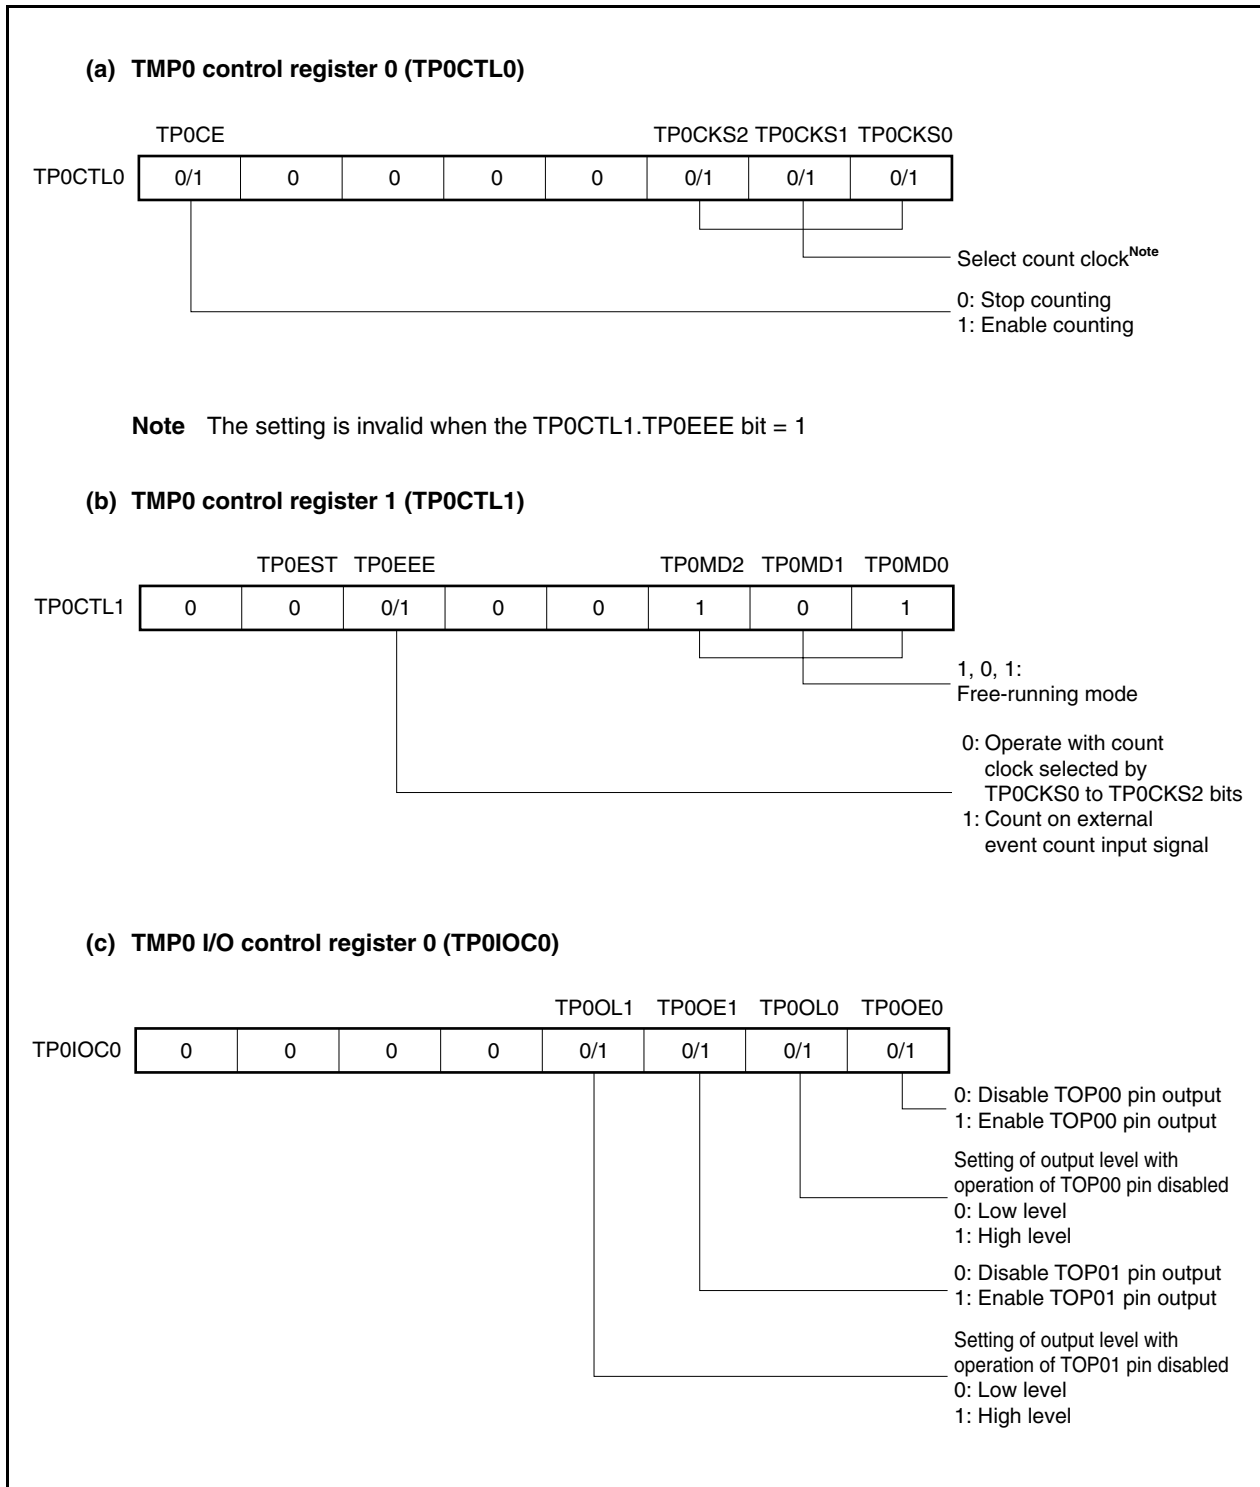 (a) TMP0 control register 0 (TP0CTL0)
TP0CE TP0CKS2 TP0CKS1 TP0CKS0
TP0CTL0 0/1 0 0 0 0 0/1 0/1 0/1
Select count clockNote
0: Stop counting
1: Enable counting
Note The setting is invalid when the TP0CTL1.TP0EEE bit = 1
(b) TMP0 control register 1 (TP0CTL1)
TP0EST TP0EEE TP0MD2 TP0MD1 TP0MD0
TP0CTL1 0 0 0/1 0 0 1 0 1
1, 0, 1:
Free-running mode
0: Operate with count
clock selected by
TP0CKS0 to TP0CKS2 bits
1: Count on external
event count input signal
(c) TMP0 I/O control register 0 (TP0IOC0)
TP0OL1 TP0OE1 TP0OL0 TP0OE0
TP0IOC0 0 0 0 0 0/1 0/1 0/1 0/1
0: Disable TOP00 pin output
1: Enable TOP00 pin output
Setting of output level with
operation of TOP00 pin disabled
0: Low level
1: High level
0: Disable TOP01 pin output
1: Enable TOP01 pin output
Setting of output level with
operation of TOP01 pin disabled
0: Low level
1: High level